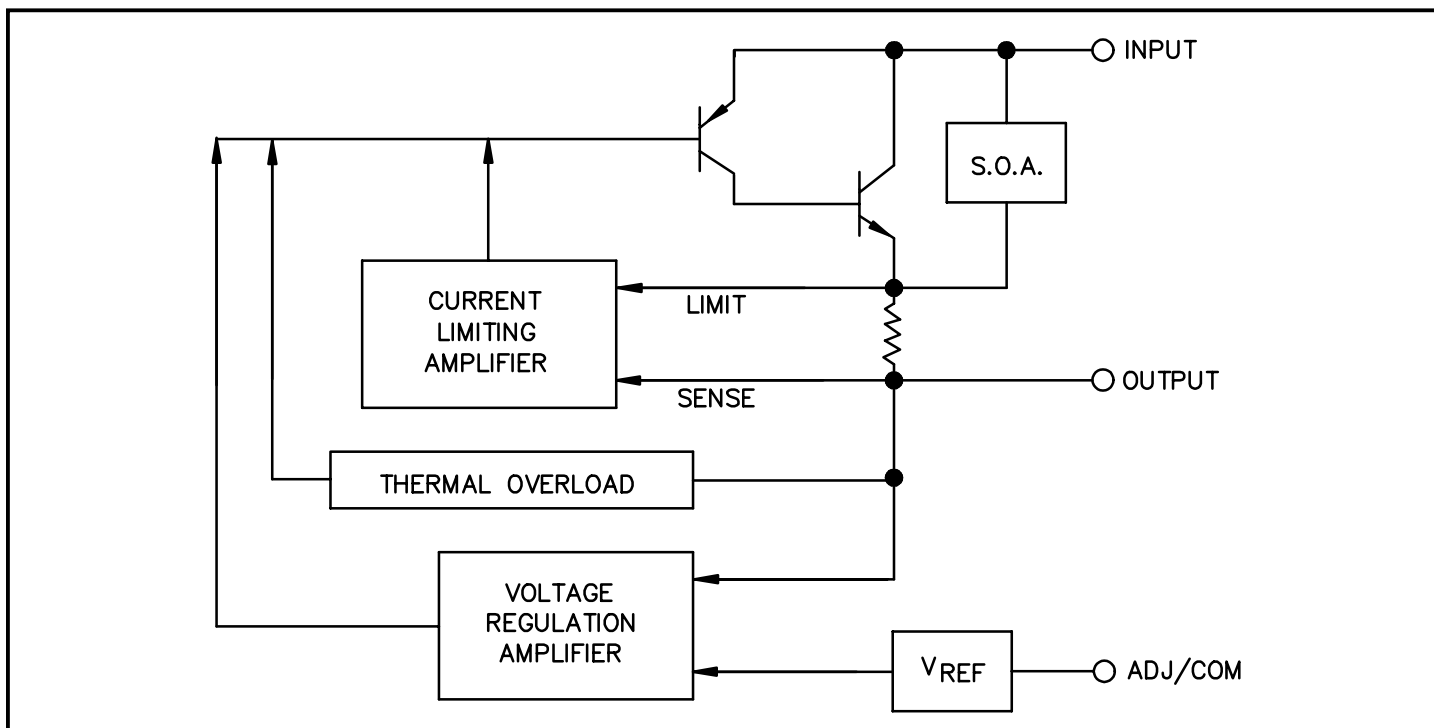 INPUT
S.O.A.
CURRENT
LIMITING
AMPLIFIER
LIMIT
SENSE
OUTPUT
THERMAL OVERLOAD
VOLTAGE
REGULATION
AMPLIFIER
VREF
ADJ/COM